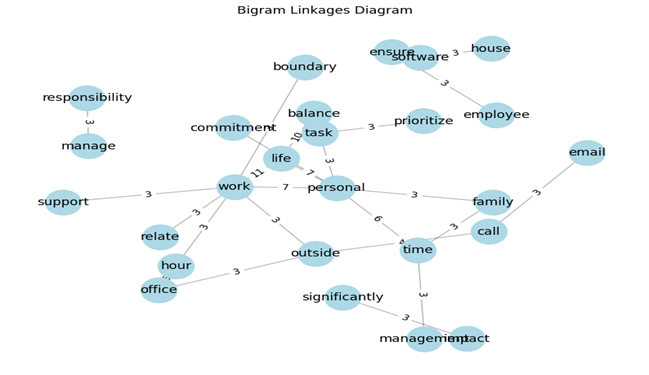 Bigram Linkages Diagram
ensure
software
3
house
boundary
3
responsibility
3
manage
balance
commitment
task
3
prioritize
employee
10
life
3
email
11
7
work
7
personal
3
3
support
3
family
3
6
3
call
relate
3
3
outside
time
hour
3
office
significantly
3
3
management
impact